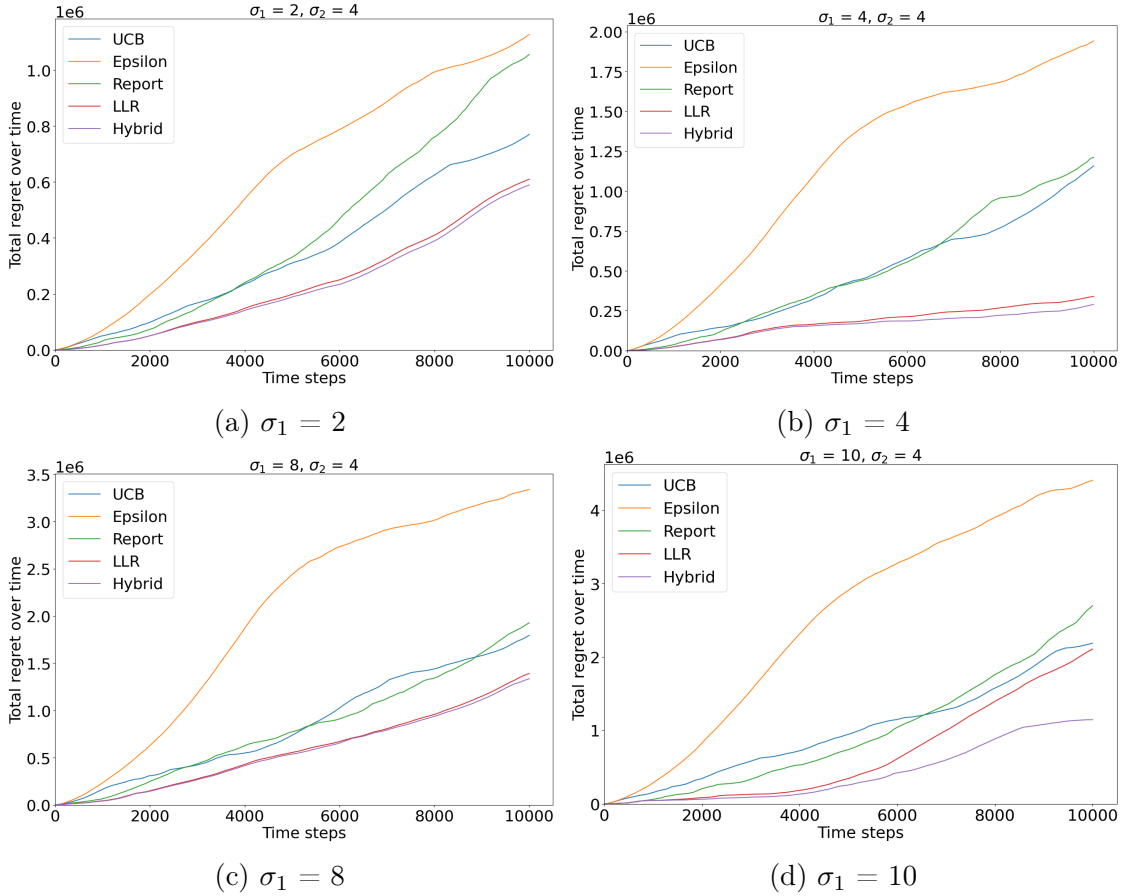 1e6
σ₁ = 2, σ₂ = 4
UCB
Epsilon
Report
LLR
Hybrid
Total regret over time
1.0
0.8
0.6
0.4
0.2
0.0
0 2000 4000 6000 8000 10000
Time steps
(a) σ₁ = 2
1e6
σ₁ = 4, σ₂ = 4
UCB
Epsilon
Report
LLR
Hybrid
Total regret over time
2.00
1.75
1.50
1.25
1.00
0.75
0.50
0.25
0.00
0 2000 4000 6000 8000 10000
Time steps
(b) σ₁ = 4
1e6
σ₁ = 8, σ₂ = 4
UCB
Epsilon
Report
LLR
Hybrid
Total regret over time
3.5
3.0
2.5
2.0
1.5
1.0
0.5
0.0
0 2000 4000 6000 8000 10000
Time steps
(c) σ₁ = 8
1e6
σ₁ = 10, σ₂ = 4
UCB
Epsilon
Report
LLR
Hybrid
Total regret over time
4
3
2
1
0
0 2000 4000 6000 8000 10000
Time steps
(d) σ₁ = 10